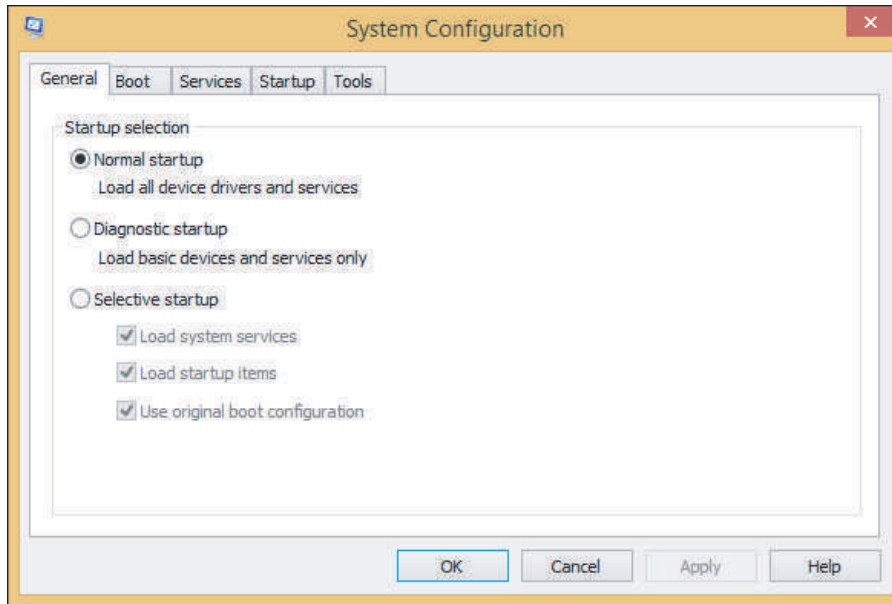 System Configuration
General Boot Services Startup Tools
Startup selection
Normal startup
Load all device drivers and services
Diagnostic startup
Load basic devices and services only
Selective startup
Load system services
Load startup items
Use original boot configuration
OK Cancel Apply Help